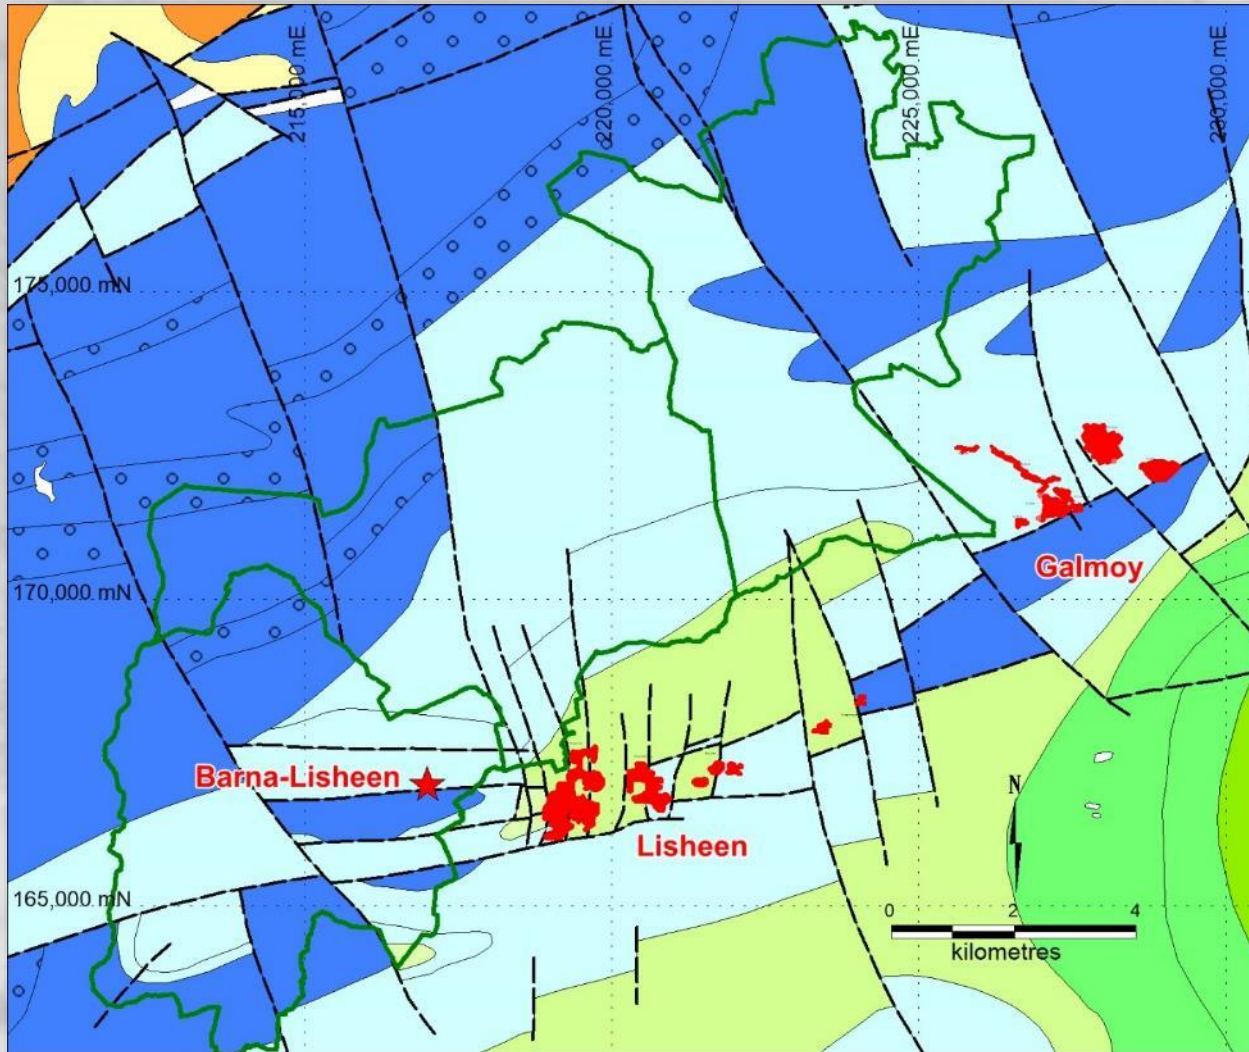 215,000 mE
220,000 mE
225,000 mE
230,000 mE
175,000 mN
170,000 mN
Galmoy
Barna-Lisheen
Lisheen
N
165,000 mN
0 2 4
kilometres